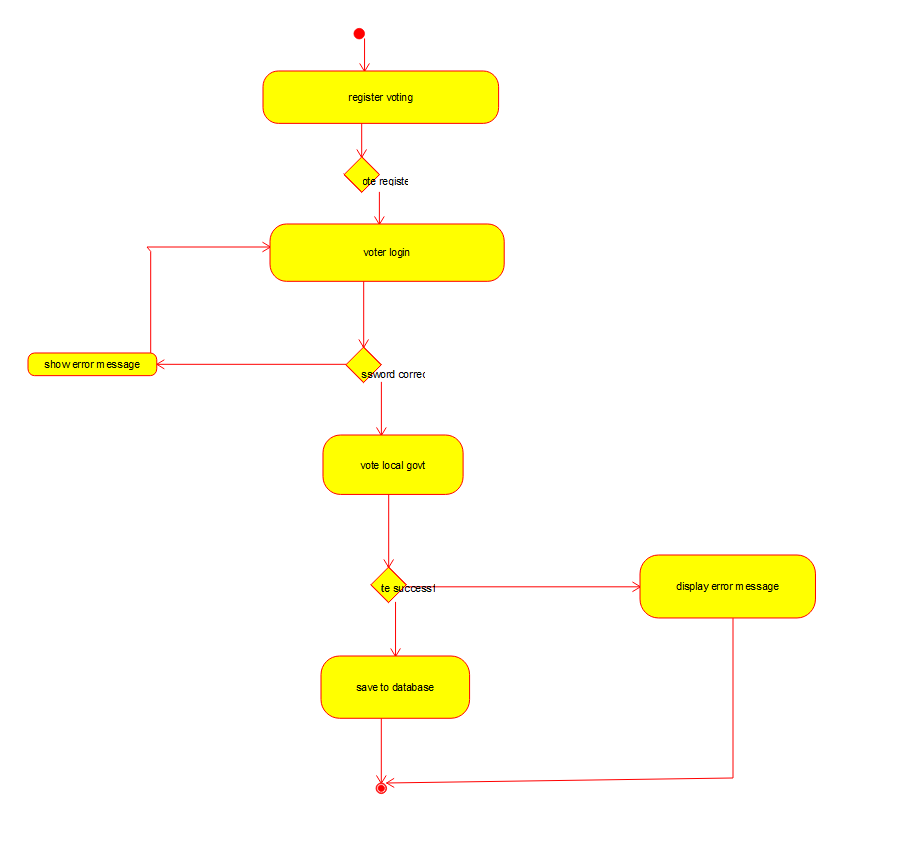 register voting
ote registe
voter login
show error message
ssword correc
vote local govt
te successf
display error message
save to database